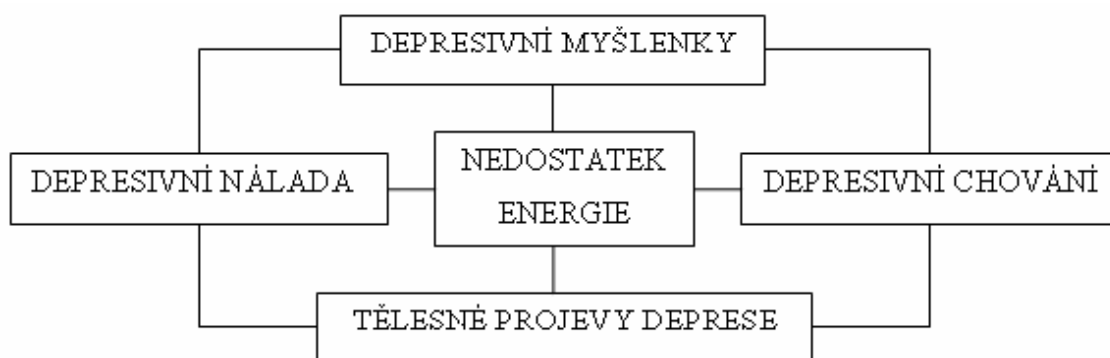 DEPRESIVNÍ MYŠLENKY
DEPRESIVNÍ NÁLADA
NEDOSTATEK
ENERGIE
DEPRESIVNÍ CHOVÁNÍ
TĚLESNÉ PROJEVY DEPRESE